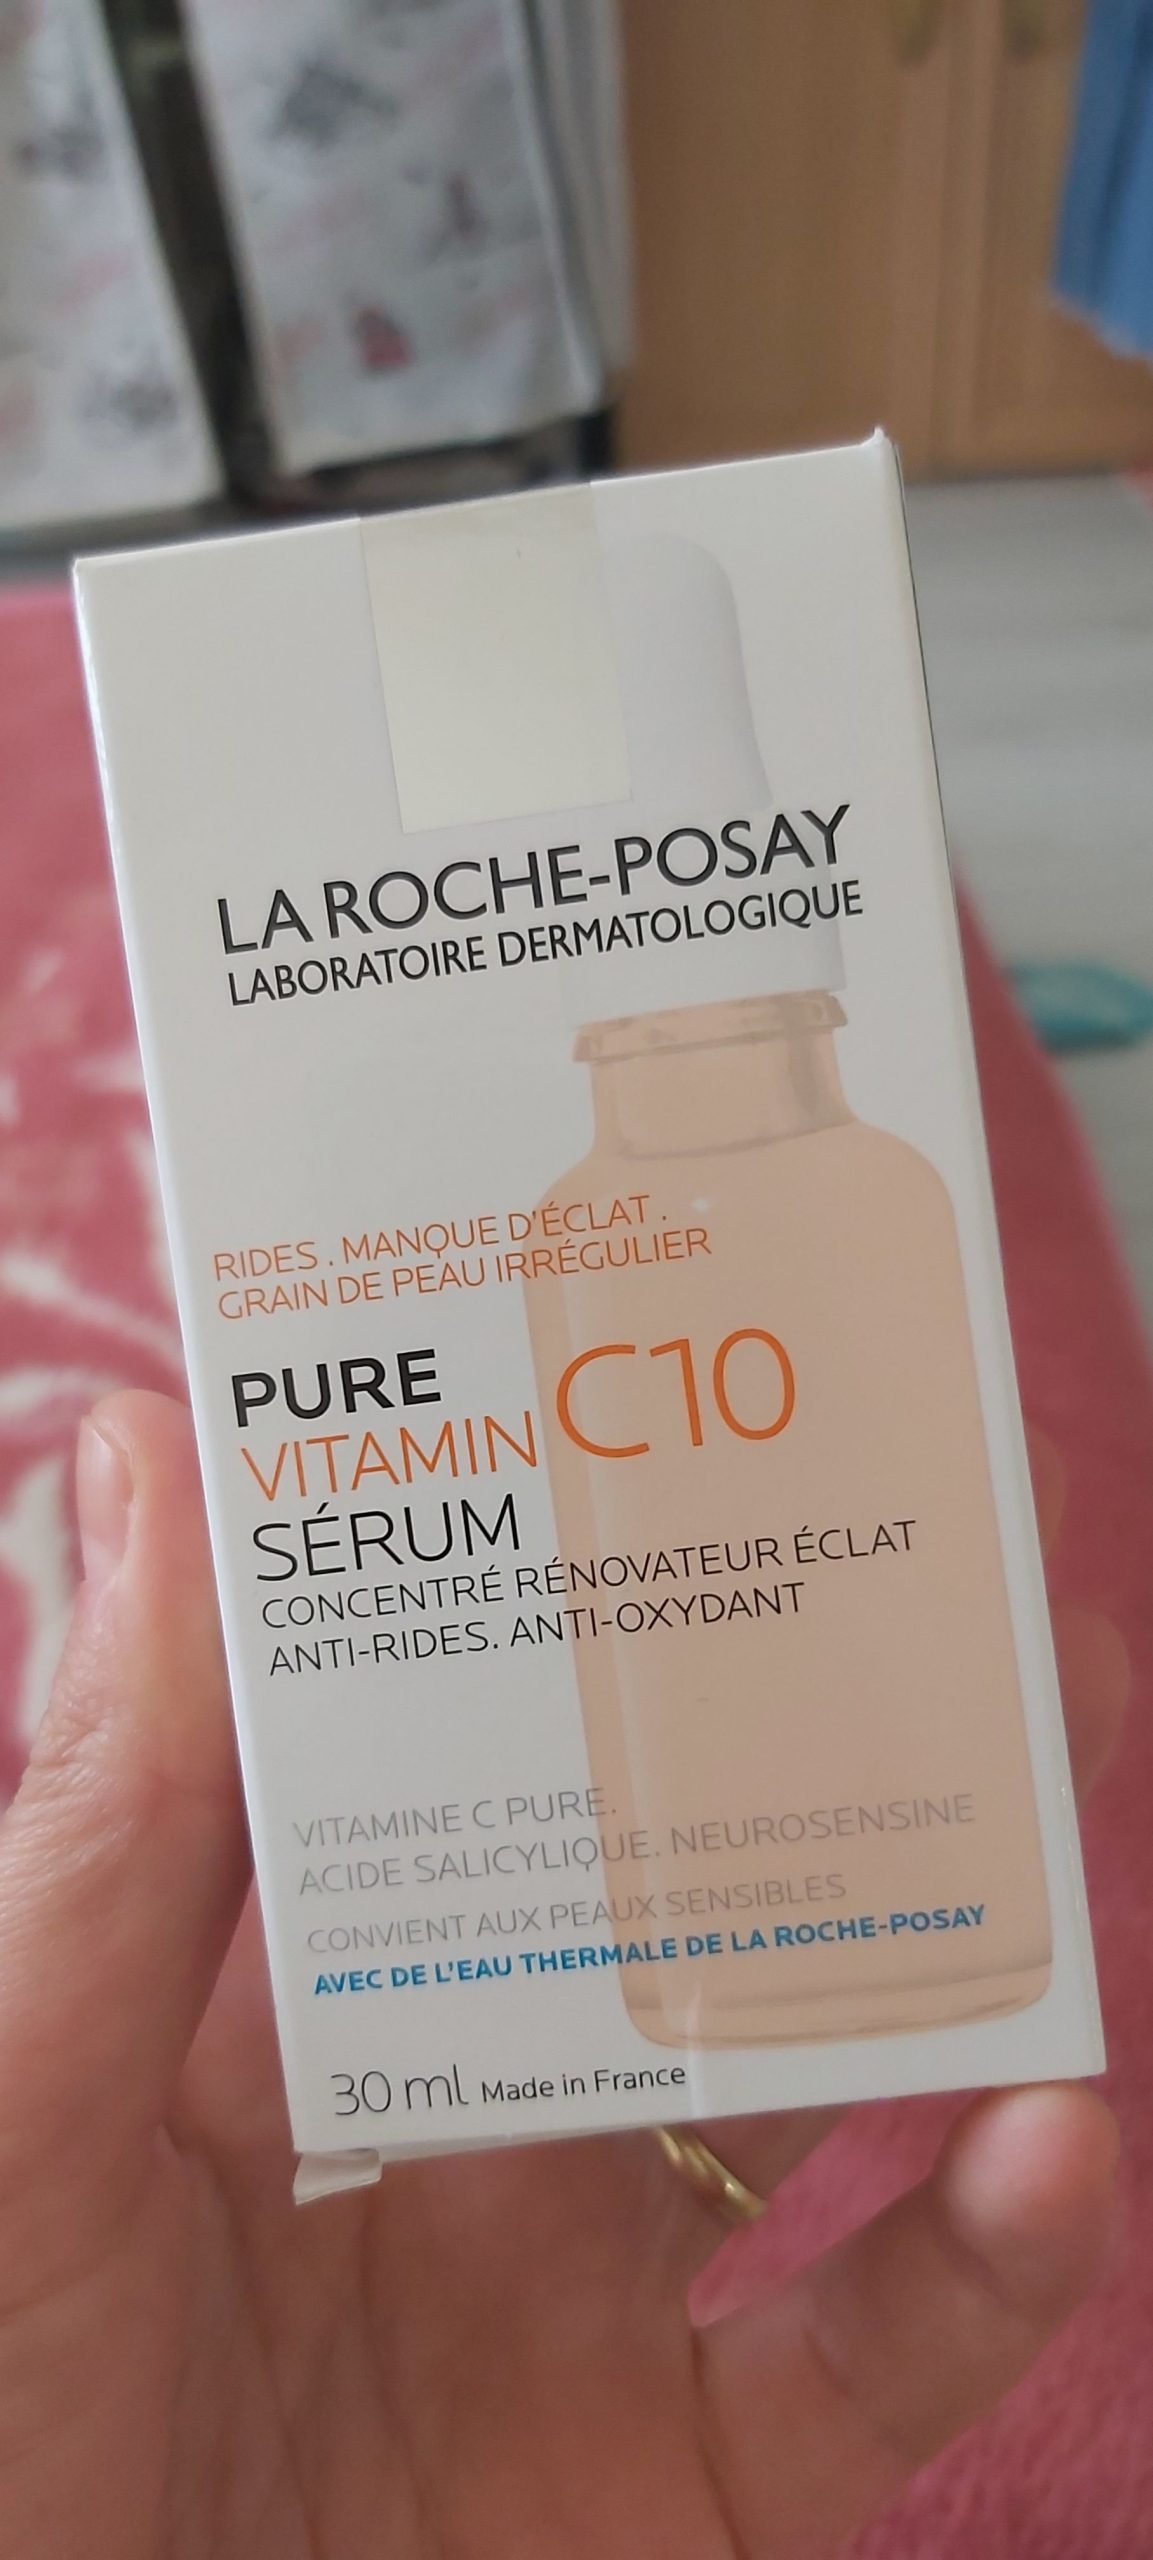 LA ROCHE-POSAY
LABORATOIRE DERMATOLOGIQUE
RIDES . MANQUE D'ÉCLAT .
GRAIN DE PEAU IRRÉGULIER
PURE
VITAMIN C10
SÉRUM
CONCENTRÉ RÉNOVATEUR ÉCLAT
ANTI-RIDES. ANTI-OXYDANT
VITAMINE C PURE.
ACIDE SALICYLIQUE. NEUROSENSINE
CONVIENT AUX PEAUX SENSIBLES
AVEC DE L'EAU THERMALE DE LA ROCHE-POSAY
30 ml Made in France